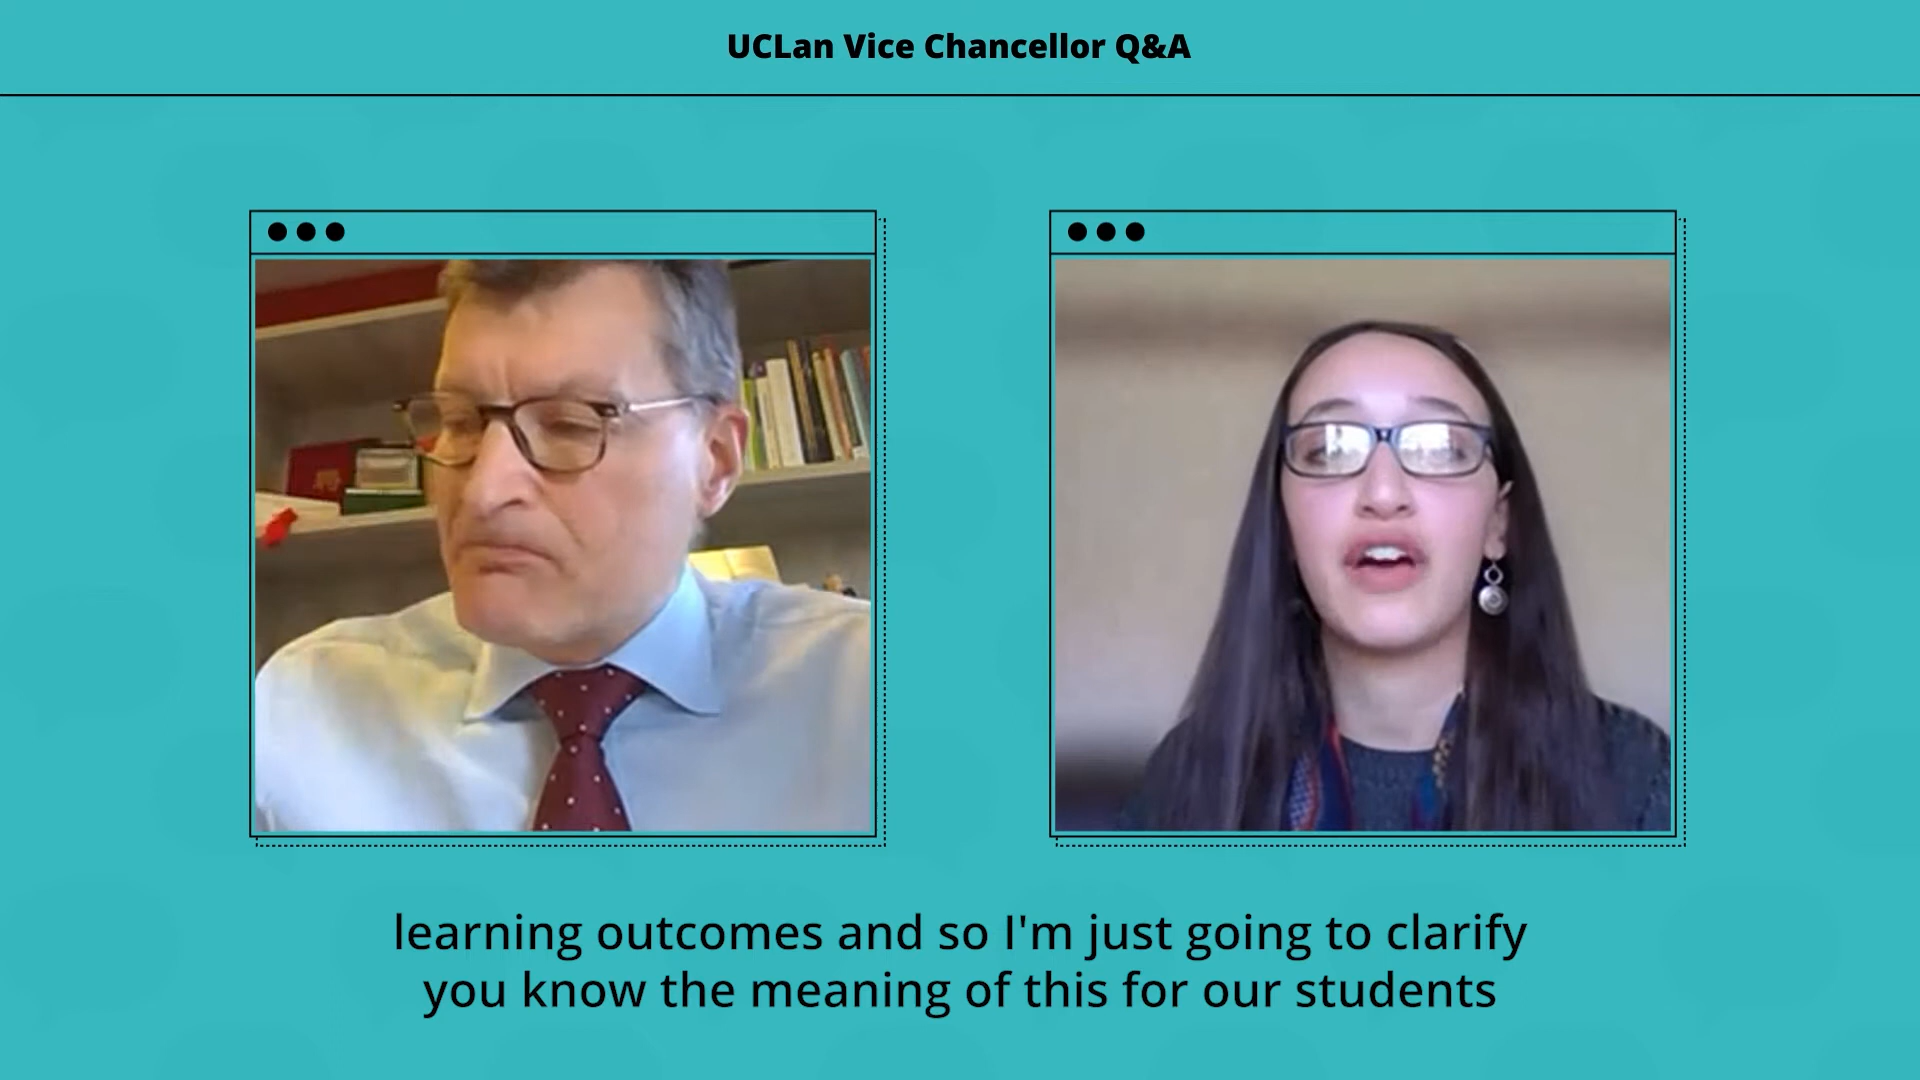 UCLan Vice Chancellor Q&A
learning outcomes and so I'm just going to clarify
you know the meaning of this for our students